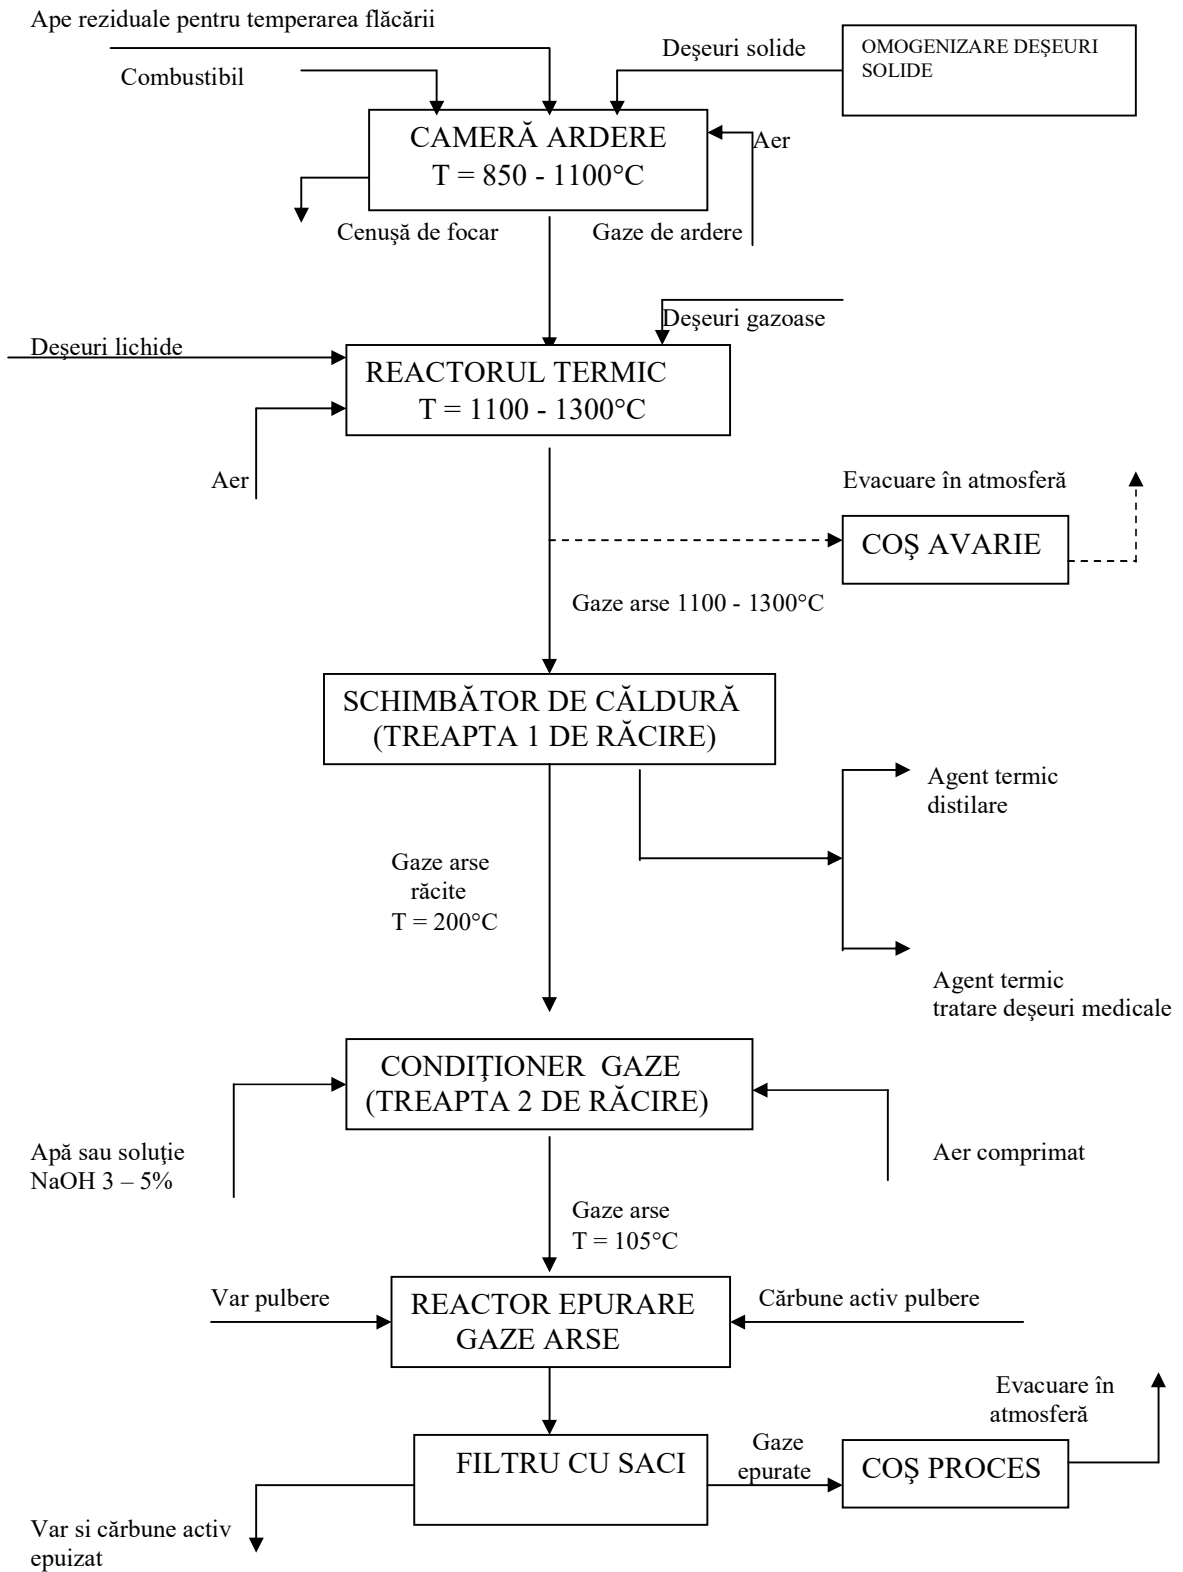 Ape reziduale pentru temperarea flăcării
Combustibil
Deşeuri solide
OMOGENIZARE DEŞEURI
SOLIDE
CAMERĂ ARDERE
T = 850 - 1100°C
Aer
Cenuşă de focar
Gaze de ardere
Deşeuri gazoase
Deşeuri lichide
REACTORUL TERMIC
T = 1100 - 1300°C
Aer
Evacuare în atmosferă
COŞ AVARIE
Gaze arse 1100 - 1300°C
SCHIMBĂTOR DE CĂLDURĂ
(TREAPTA 1 DE RĂCIRE)
Agent termic
distilare
Gaze arse
răcite
T = 200°C
Agent termic
tratare deşeuri medicale
CONDIŢIONER GAZE
(TREAPTA 2 DE RĂCIRE)
Apă sau soluţie
NaOH 3 – 5%
Aer comprimat
Gaze arse
T = 105°C
Var pulbere
REACTOR EPURARE
GAZE ARSE
Cărbune activ pulbere
Evacuare în
atmosferă
FILTRU CU SACI
Gaze
epurate
COŞ PROCES
Var si cărbune activ
epuizat